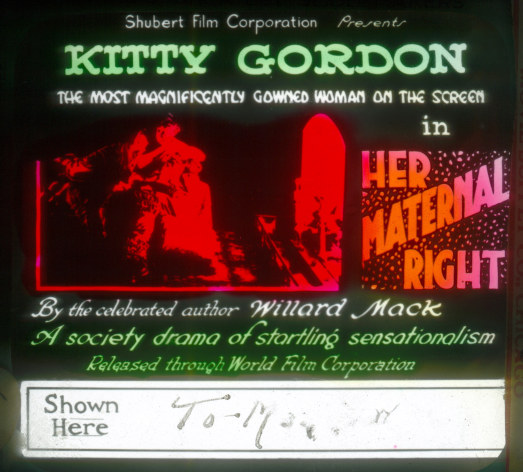 Shubert Film Corporation Presents
KITTY GORDON
THE MOST MAGNIFICENTLY GOWNED WOMAN ON THE SCREEN
in
HER
MATERNAL
RIGHT
By the celebrated author Willard Mack
A society drama of startling sensationalism
Released through World Film Corporation
Shown
Here